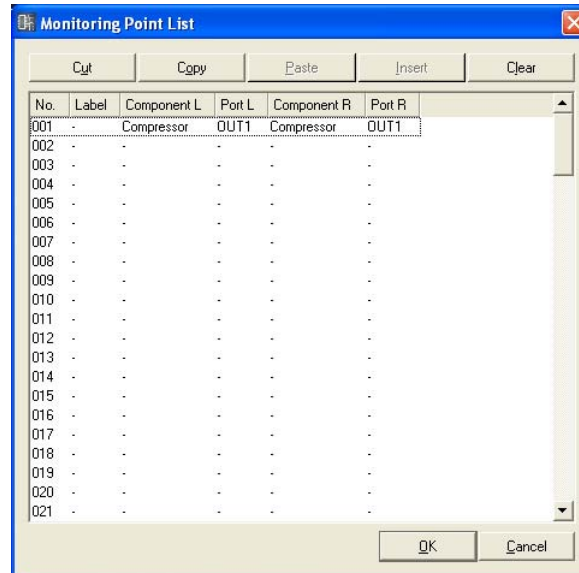 Monitoring Point List
Cut Copy Paste Insert Clear
No. Label Component L Port L Component R Port R
001 - Compressor OUT1 Compressor OUT1
002 - - - - -
003 - - - - -
004 - - - - -
005 - - - - -
006 - - - - -
007 - - - - -
008 - - - - -
009 - - - - -
010 - - - - -
011 - - - - -
012 - - - - -
013 - - - - -
014 - - - - -
015 - - - - -
016 - - - - -
017 - - - - -
018 - - - - -
019 - - - - -
020 - - - - -
021 - - - - -
OK Cancel